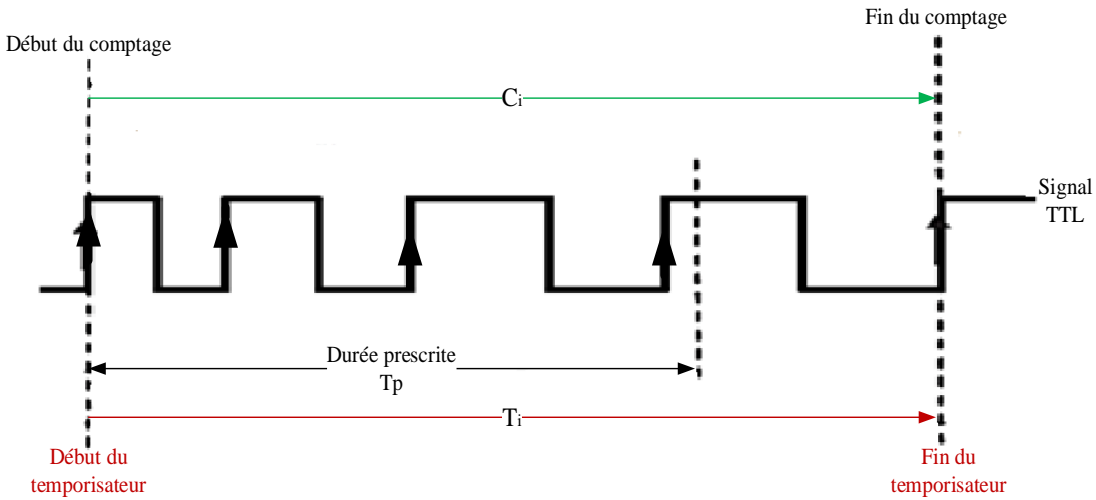 Fin du comptage
Début du comptage
Ci
Signal
TTL
Durée prescrite
Tp
Ti
Début du
temporisateur
Fin du
temporisateur